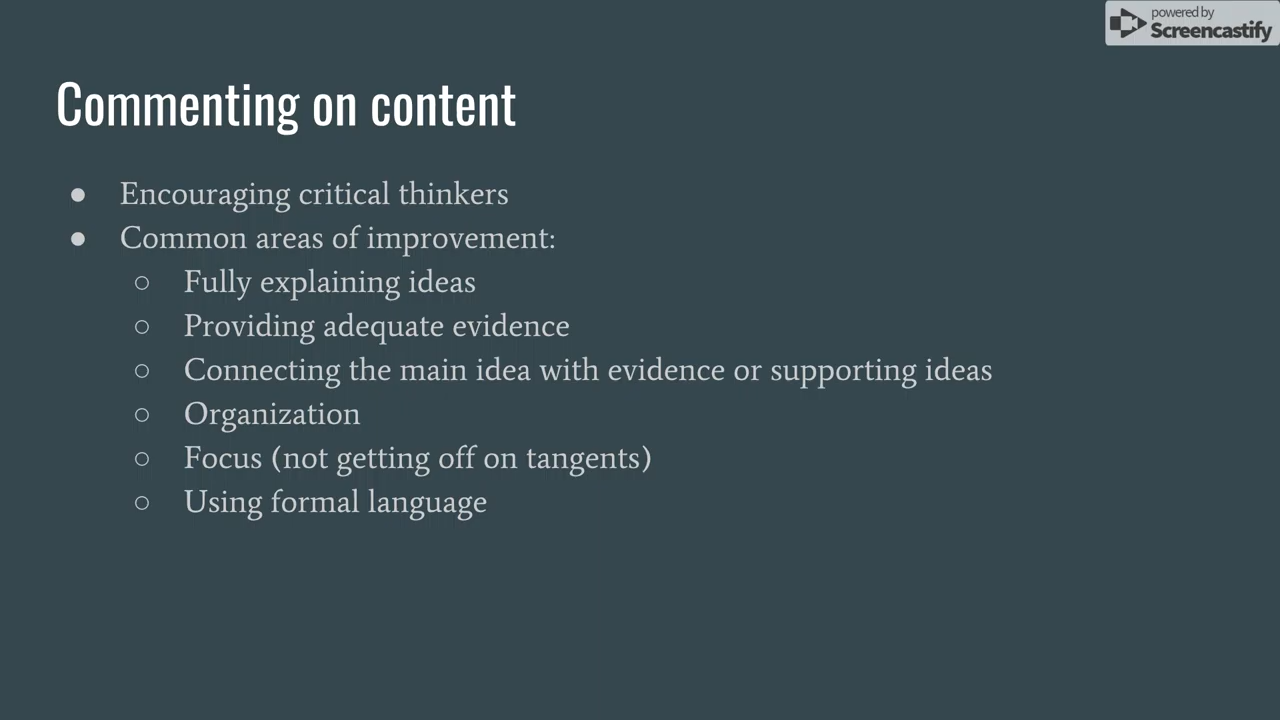 powered by
Screencastify
Commenting on content
● Encouraging critical thinkers
● Common areas of improvement:
○ Fully explaining ideas
○ Providing adequate evidence
○ Connecting the main idea with evidence or supporting ideas
○ Organization
○ Focus (not getting off on tangents)
○ Using formal language